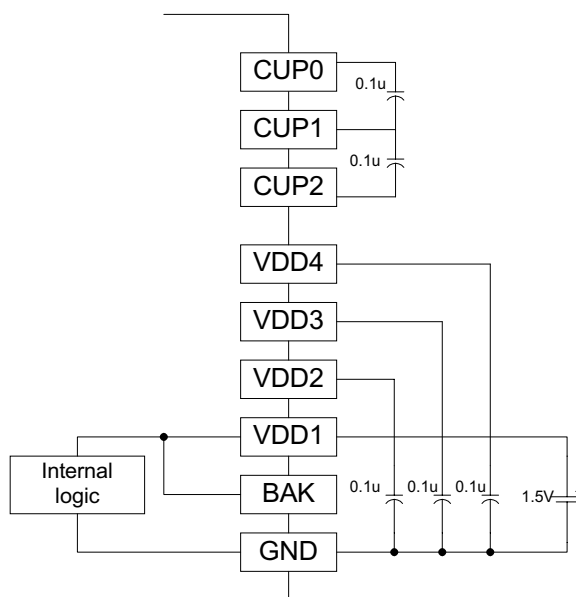 CUP0
0.1u
CUP1
0.1u
CUP2
VDD4
VDD3
VDD2
VDD1
Internal
logic
BAK
0.1u
0.1u
0.1u
1.5V
GND